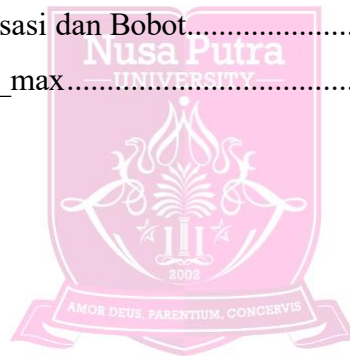 sasi dan Bobot......................
Nusa Putra
UNIVERSITY
_max....................................
2002
AMOR DEUS, PARENTIUM, CONCERVIS